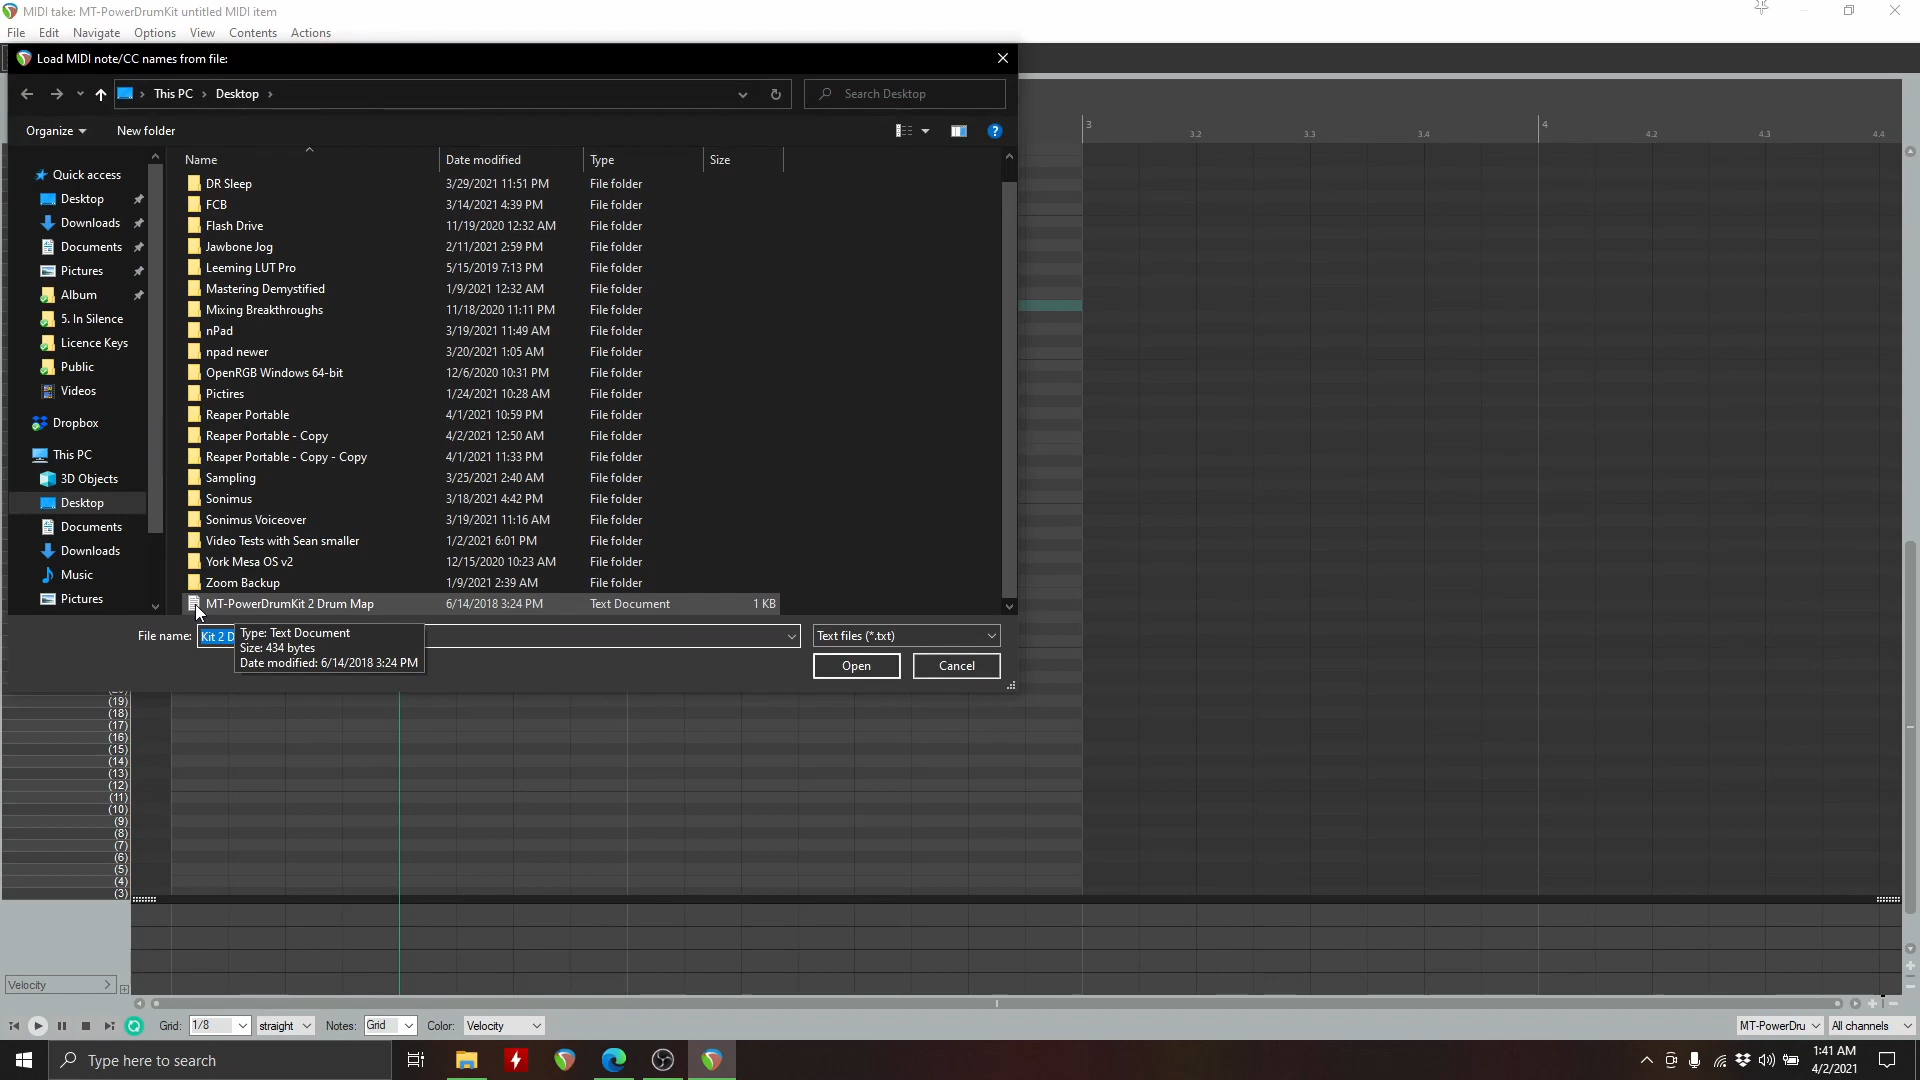 MIDI take: MT-PowerDrumKit untitled MIDI item
File Edit Navigate Options View Contents Actions
Load MIDI note/CC names from file:
This PC Desktop
Search Desktop
Organize New folder
Name Date modified Type Size
Quick access
Desktop
Downloads
Documents
Pictures
Album
5. In Silence
Licence Keys
Public
Videos
Dropbox
This PC
3D Objects
Desktop
Documents
Downloads
Music
Pictures
DR Sleep 3/29/2021 11:51 PM File folder
FCB 3/14/2021 4:39 PM File folder
Flash Drive 11/19/2020 12:32 AM File folder
Jawbone Jog 2/11/2021 2:59 PM File folder
Leeming LUT Pro 5/15/2019 7:13 PM File folder
Mastering Demystified 1/9/2021 12:32 AM File folder
Mixing Breakthroughs 11/18/2020 11:11 PM File folder
nPad 3/19/2021 11:49 AM File folder
npad newer 3/20/2021 1:05 AM File folder
OpenRGB Windows 64-bit 12/6/2020 10:31 PM File folder
Pictires 1/24/2021 10:28 AM File folder
Reaper Portable 4/1/2021 10:59 PM File folder
Reaper Portable - Copy 4/2/2021 12:50 AM File folder
Reaper Portable - Copy - Copy 4/1/2021 11:33 PM File folder
Sampling 3/25/2021 2:40 AM File folder
Sonimus 3/18/2021 4:42 PM File folder
Sonimus Voiceover 3/19/2021 11:16 AM File folder
Video Tests with Sean smaller 1/2/2021 6:01 PM File folder
York Mesa OS v2 12/15/2020 10:23 AM File folder
Zoom Backup 1/9/2021 2:39 AM File folder
MT-PowerDrumKit 2 Drum Map 6/14/2018 3:24 PM Text Document 1 KB
File name: Kit 2 D
Text files (*.txt)
Type: Text Document
Size: 434 bytes
Date modified: 6/14/2018 3:24 PM
Open Cancel
3 3.2 3.3 3.4 4 4.2 4.3 4.4
(19)
(18)
(17)
(16)
(15)
(14)
(13)
(12)
(11)
(10)
(9)
(8)
(7)
(6)
(5)
(4)
(3)
Velocity
Grid: 1/8 straight Notes: Grid Color: Velocity
MT-PowerDru All channels
Type here to search
1:41 AM
4/2/2021